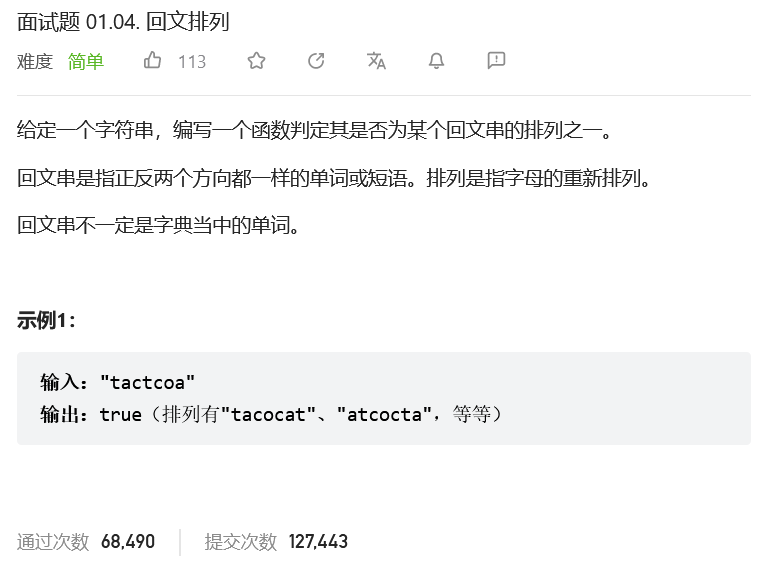 面试题 01.04. 回文排列
难度 简单 113
给定一个字符串，编写一个函数判定其是否为某个回文串的排列之一。
回文串是指正反两个方向都一样的单词或短语。排列是指字母的重新排列。
回文串不一定是字典当中的单词。
示例1：
输入："tactcoa"
输出：true（排列有"tacocat"、"atcocta"，等等）
通过次数 68,490 提交次数 127,443